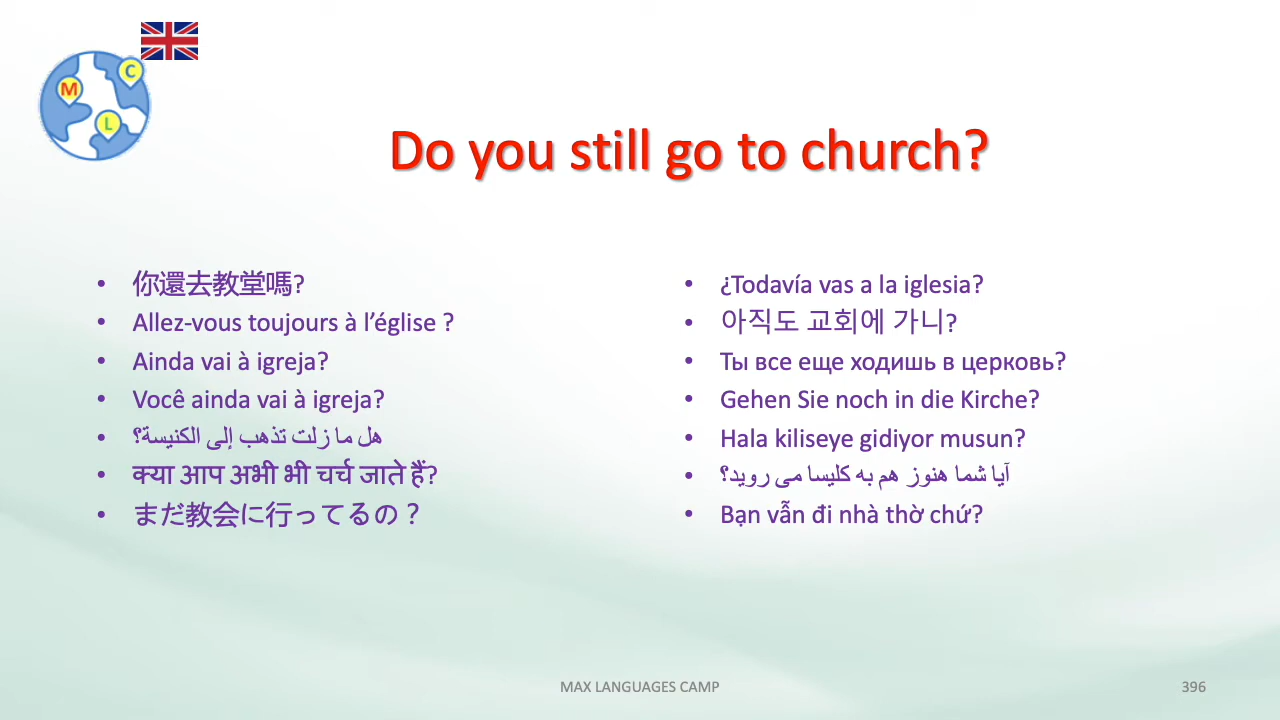 C
M
L
Do you still go to church?
你還去教堂嗎?
Allez-vous toujours à l’église ?
Ainda vai à igreja?
Você ainda vai à igreja?
هل ما زلت تذهب إلى الكنيسة؟
क्या आप अभी भी चर्च जाते हैं?
まだ教会に行ってるの？
¿Todavía vas a la iglesia?
아직도 교회에 가니?
Ты все еще ходишь в церковь?
Gehen Sie noch in die Kirche?
Hala kiliseye gidiyor musun?
آیا شما هنوز هم به کلیسا می روید؟
Bạn vẫn đi nhà thờ chứ?
MAX LANGUAGES CAMP
396